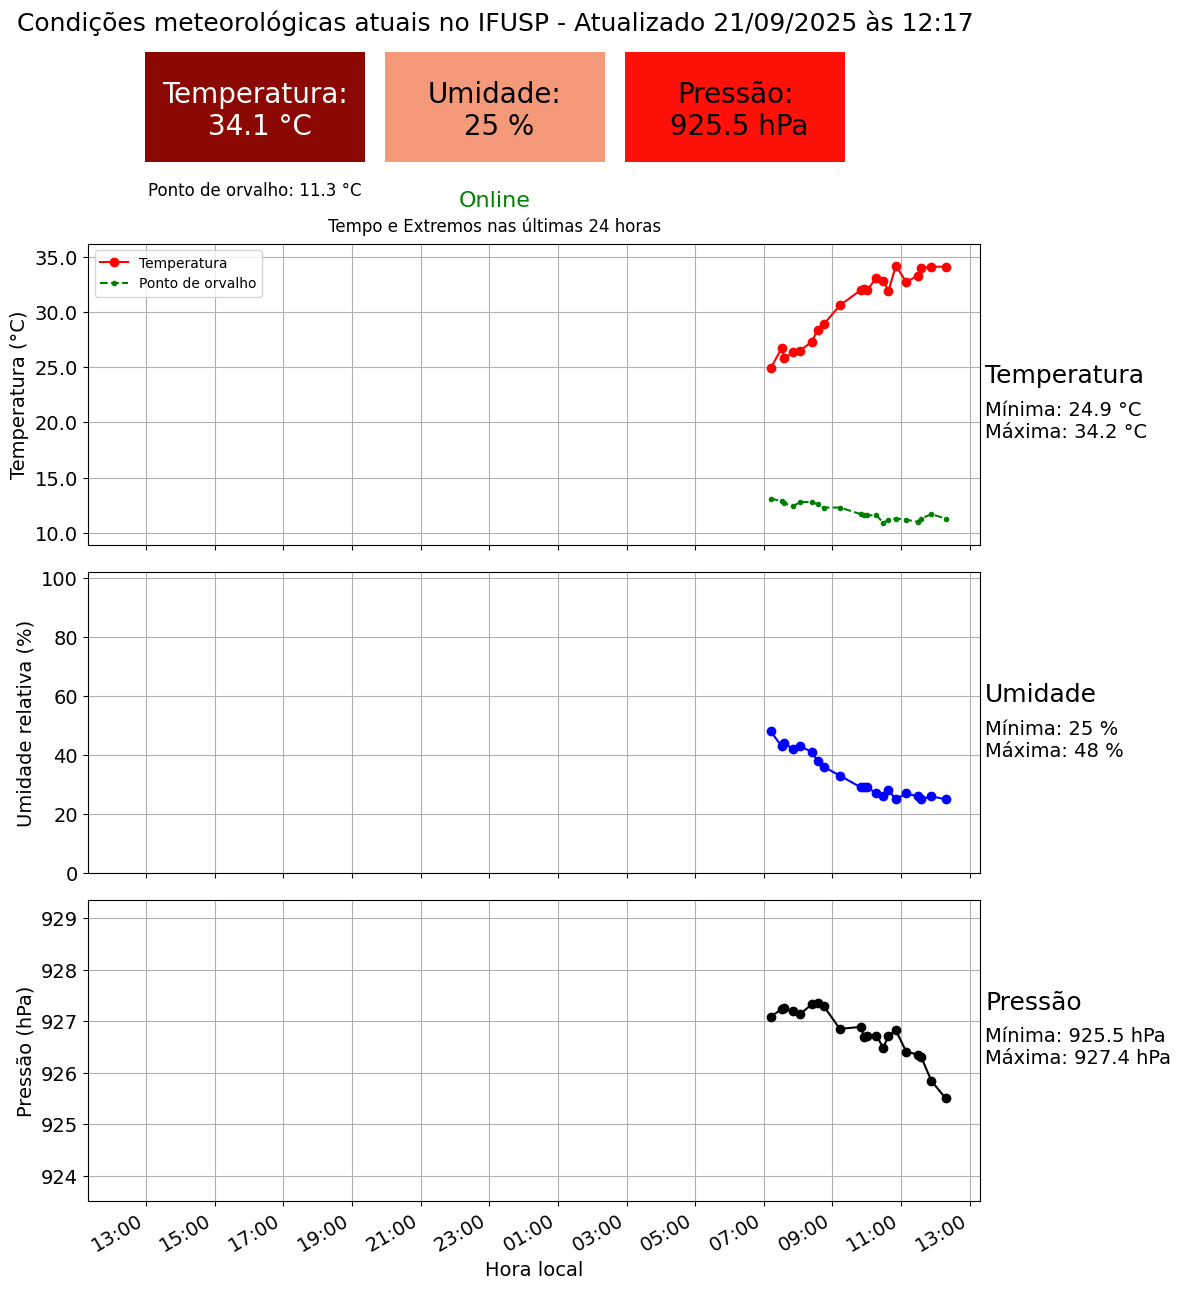 Condições meteorológicas atuais no IFUSP - Atualizado 21/09/2025 às 12:17
Temperatura:
34.1 °C
Umidade:
25 %
Pressão:
925.5 hPa
Ponto de orvalho: 11.3 °C
Online
Tempo e Extremos nas últimas 24 horas
Temperatura
Ponto de orvalho
Temperatura (°C)
35.0
30.0
25.0
20.0
15.0
10.0
Temperatura
Mínima: 24.9 °C
Máxima: 34.2 °C
Umidade relativa (%)
100
80
60
40
20
0
Umidade
Mínima: 25 %
Máxima: 48 %
Pressão (hPa)
929
928
927
926
925
924
Pressão
Mínima: 925.5 hPa
Máxima: 927.4 hPa
13:00
15:00
17:00
19:00
21:00
23:00
01:00
03:00
05:00
07:00
09:00
11:00
13:00
Hora local